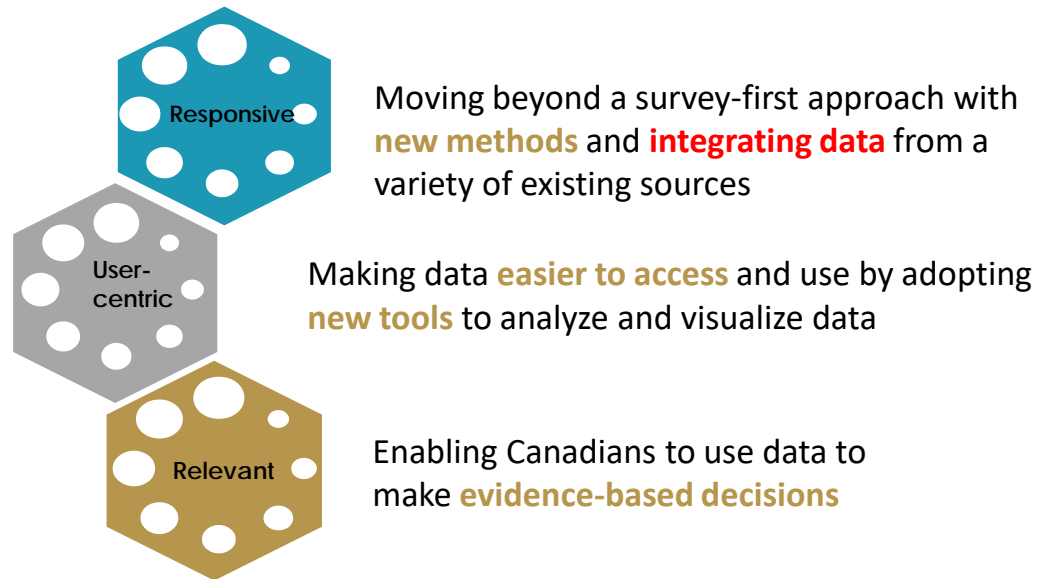 Responsive
Moving beyond a survey-first approach with
new methods and integrating data from a
variety of existing sources
User-
centric
Making data easier to access and use by adopting
new tools to analyze and visualize data
Relevant
Enabling Canadians to use data to
make evidence-based decisions